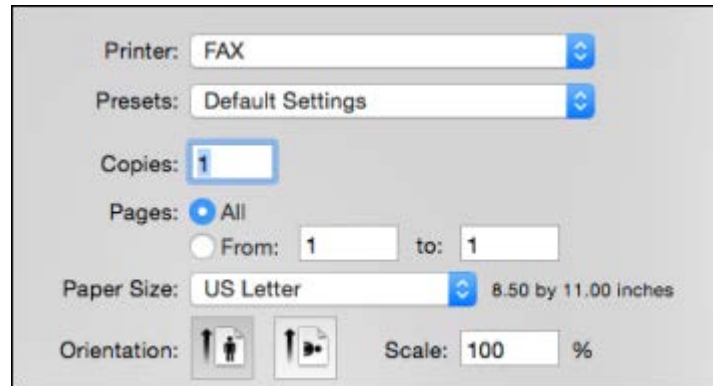 Printer: FAX
Presets: Default Settings
Copies: 1
Pages: All
From: 1 to: 1
Paper Size: US Letter 8.50 by 11.00 inches
Orientation: Scale: 100 %